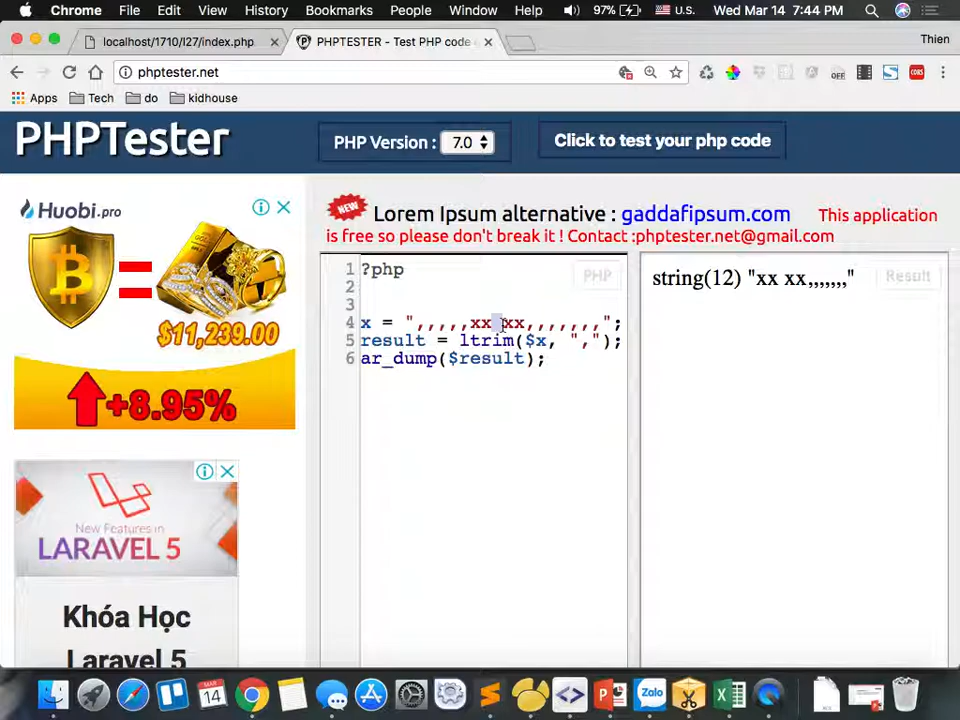 Chrome File Edit View History Bookmarks People Window Help 97% U.S. Wed Mar 14 7:44 PM
localhost/1710/l27/index.php PHPTESTER - Test PHP code Thien
phptester.net OFF CORS
Apps Tech do kidhouse
PHPTester PHP Version : 7.0 Click to test your php code
Huobi.pro
B
$11,239.00
+8.95%
New Features in
LARAVEL 5
Khóa Học
Laravel 5
NEW Lorem Ipsum alternative : gaddafipsum.com This application
is free so please don't break it ! Contact :phptester.net@gmail.com
PHP
1 ?php
2
3
4 x = ",,,,,xx xx,,,,,,,";
5 result = ltrim($x, ",");
6 ar_dump($result);
Result
string(12) "xx xx,,,,,,,"
MAR
14
Zalo